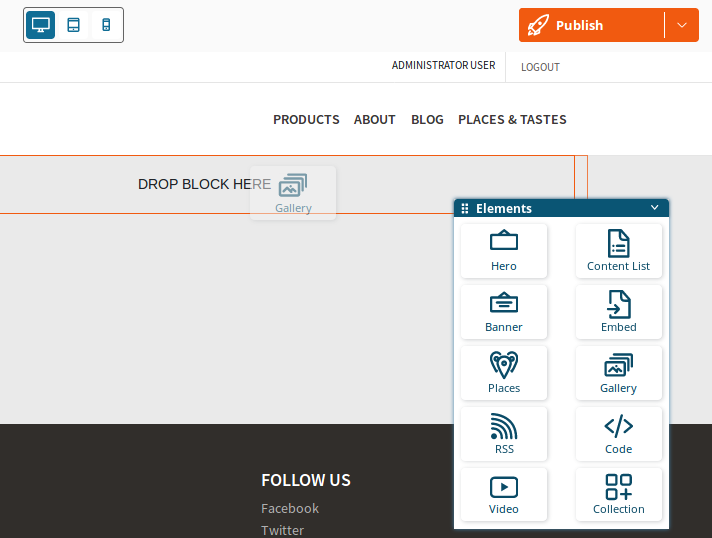 Publish
ADMINISTRATOR USER LOGOUT
PRODUCTS ABOUT BLOG PLACES & TASTES
DROP BLOCK HERE
Gallery
Elements
Hero Content List
Banner Embed
Places Gallery
RSS Code
Video Collection
FOLLOW US
Facebook
Twitter